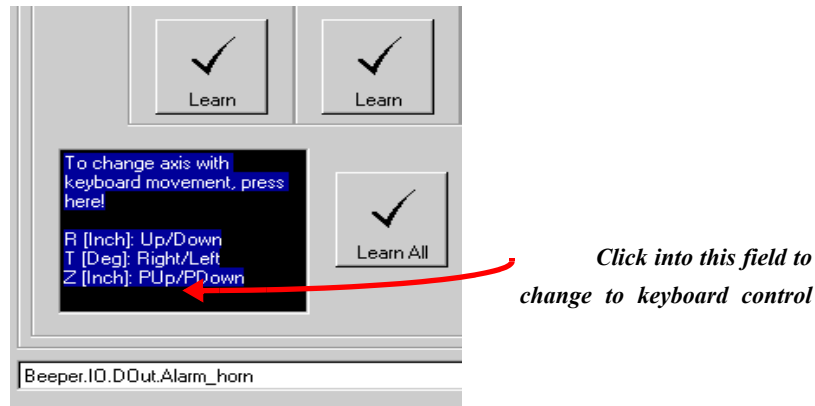 Learn
Learn
To change axis with
keyboard movement, press
here!
R [Inch]: Up/Down
T [Deg]: Right/Left
Z [Inch]: PUp/PDown
Learn All
Click into this field to
change to keyboard control
Beeper.IO.DOut.Alarm_horn